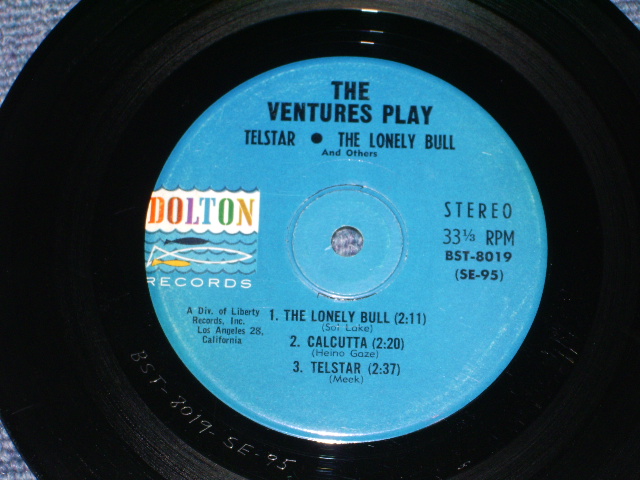 THE
VENTURES PLAY
TELSTAR • THE LONELY BULL
And Others
DOLTON
RECORDS
STEREO
33⅓ RPM
BST-8019
(SE-95)
A Div. of Liberty
Records, Inc.
Los Angeles 28,
California
1. THE LONELY BULL (2:11)
(Sol Lake)
2. CALCUTTA (2:20)
(Heino Gaze)
3. TELSTAR (2:37)
(Meek)
BST-8019-SE-95